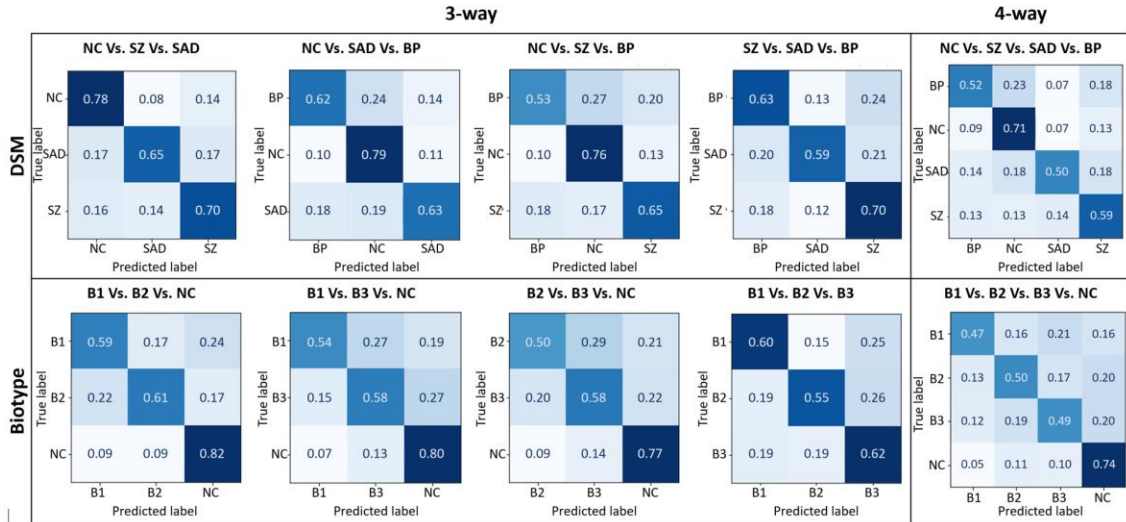 3-way
4-way
DSM
NC Vs. SZ Vs. SAD
True label
NC 0.78 0.08 0.14
SAD 0.17 0.65 0.17
SZ 0.16 0.14 0.70
NC SAD SZ
Predicted label
NC Vs. SAD Vs. BP
True label
BP 0.62 0.24 0.14
NC 0.10 0.79 0.11
SAD 0.18 0.19 0.63
BP NC SAD
Predicted label
NC Vs. SZ Vs. BP
True label
BP 0.53 0.27 0.20
NC 0.10 0.76 0.13
SZ 0.18 0.17 0.65
BP NC SZ
Predicted label
SZ Vs. SAD Vs. BP
True label
BP 0.63 0.13 0.24
SAD 0.20 0.59 0.21
SZ 0.18 0.12 0.70
BP SAD SZ
Predicted label
NC Vs. SZ Vs. SAD Vs. BP
True label
BP 0.52 0.23 0.07 0.18
NC 0.09 0.71 0.07 0.13
SAD 0.14 0.18 0.50 0.18
SZ 0.13 0.13 0.14 0.59
BP NC SAD SZ
Predicted label
Biotype
B1 Vs. B2 Vs. NC
True label
B1 0.59 0.17 0.24
B2 0.22 0.61 0.17
NC 0.09 0.09 0.82
B1 B2 NC
Predicted label
B1 Vs. B3 Vs. NC
True label
B1 0.54 0.27 0.19
B3 0.15 0.58 0.27
NC 0.07 0.13 0.80
B1 B3 NC
Predicted label
B2 Vs. B3 Vs. NC
True label
B2 0.50 0.29 0.21
B3 0.20 0.58 0.22
NC 0.09 0.14 0.77
B2 B3 NC
Predicted label
B1 Vs. B2 Vs. B3
True label
B1 0.60 0.15 0.25
B2 0.19 0.55 0.26
B3 0.19 0.19 0.62
B1 B2 B3
Predicted label
B1 Vs. B2 Vs. B3 Vs. NC
True label
B1 0.47 0.16 0.21 0.16
B2 0.13 0.50 0.17 0.20
B3 0.12 0.19 0.49 0.20
NC 0.05 0.11 0.10 0.74
B1 B2 B3 NC
Predicted label